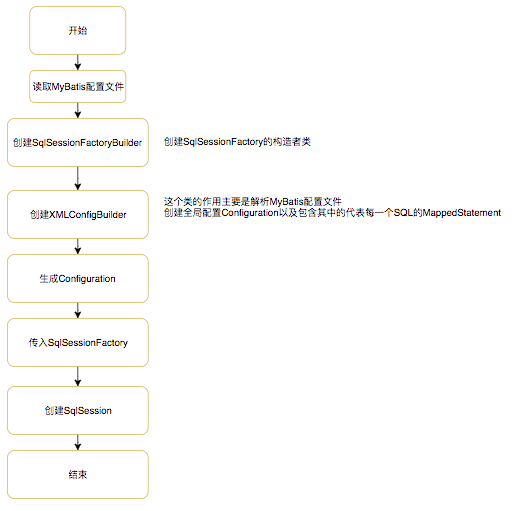 开始
读取MyBatis配置文件
创建SqlSessionFactoryBuilder
创建SqlSessionFactory的构造者类
创建XMLConfigBuilder
这个类的作用主要是解析MyBatis配置文件
创建全局配置Configuration以及包含其中的代表每一个SQL的MappedStatement
生成Configuration
传入SqlSessionFactory
创建SqlSession
结束